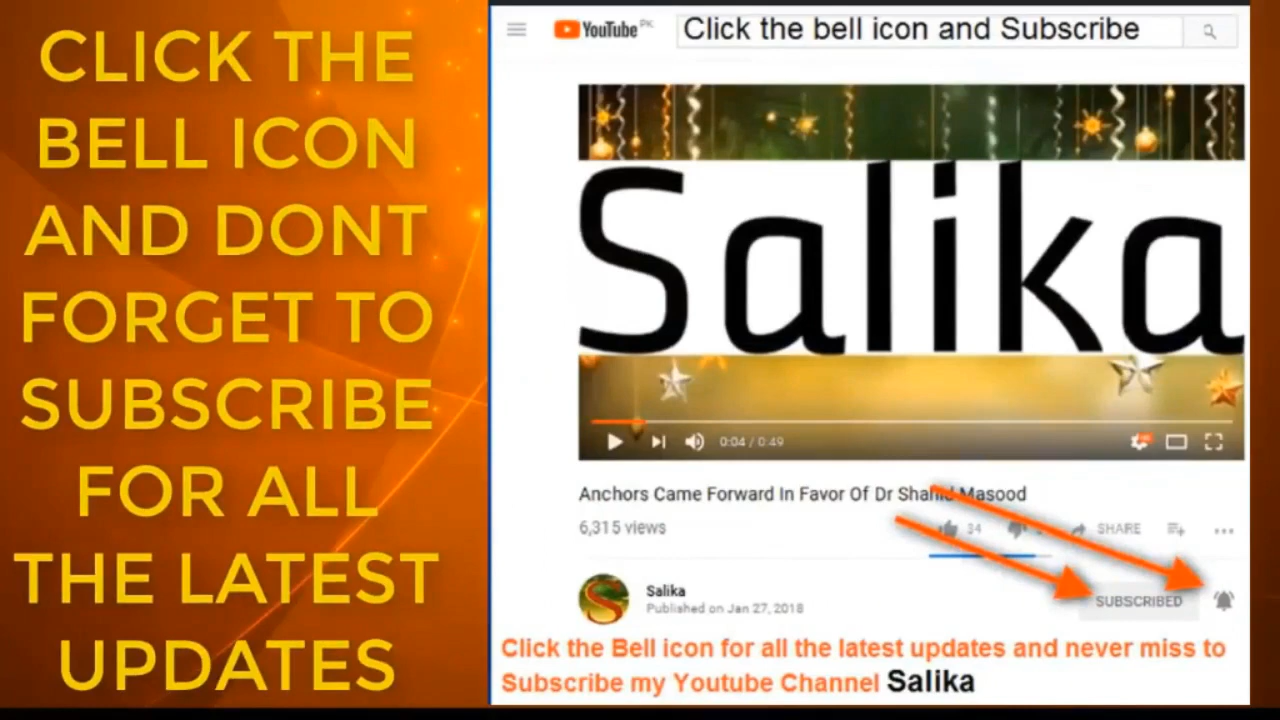 CLICK THE
BELL ICON
AND DONT
FORGET TO
SUBSCRIBE
FOR ALL
THE LATEST
UPDATES
YouTube PK
Click the bell icon and Subscribe
Salika
0:04 / 0:49
Anchors Came Forward In Favor Of Dr Shahid Masood
6,315 views
34
SHARE
Salika
Published on Jan 27, 2018
SUBSCRIBED
Click the Bell icon for all the latest updates and never miss to
Subscribe my Youtube Channel Salika